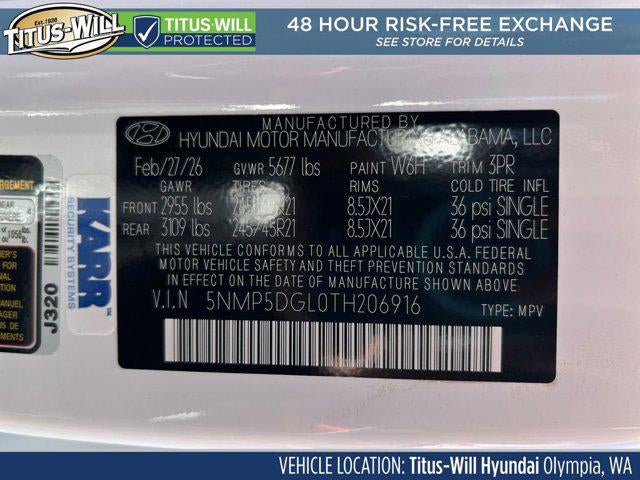 Est. 1938
TITUS-WILL
TITUS-WILL
PROTECTED
48 HOUR RISK-FREE EXCHANGE
SEE STORE FOR DETAILS
MANUFACTURED BY
HYUNDAI MOTOR MANUFACTURING ALABAMA, LLC
Feb/27/26 GVWR 5677 lbs PAINT W6H TRIM 3PR
GAWR TIRES RIMS COLD TIRE INFL
FRONT 2955 lbs 245/45R21 8.5JX21 36 psi SINGLE
REAR 3109 lbs 245/45R21 8.5JX21 36 psi SINGLE
THIS VEHICLE CONFORMS TO ALL APPLICABLE U.S.A. FEDERAL
MOTOR VEHICLE SAFETY AND THEFT PREVENTION STANDARDS
IN EFFECT ON THE DATE OF MANUFACTURE SHOWN ABOVE.
V.I.N 5NMP5DGL0TH206916 TYPE: MPV
KARR
SECURITY SYSTEMS
J320
VEHICLE LOCATION: Titus-Will Hyundai Olympia, WA